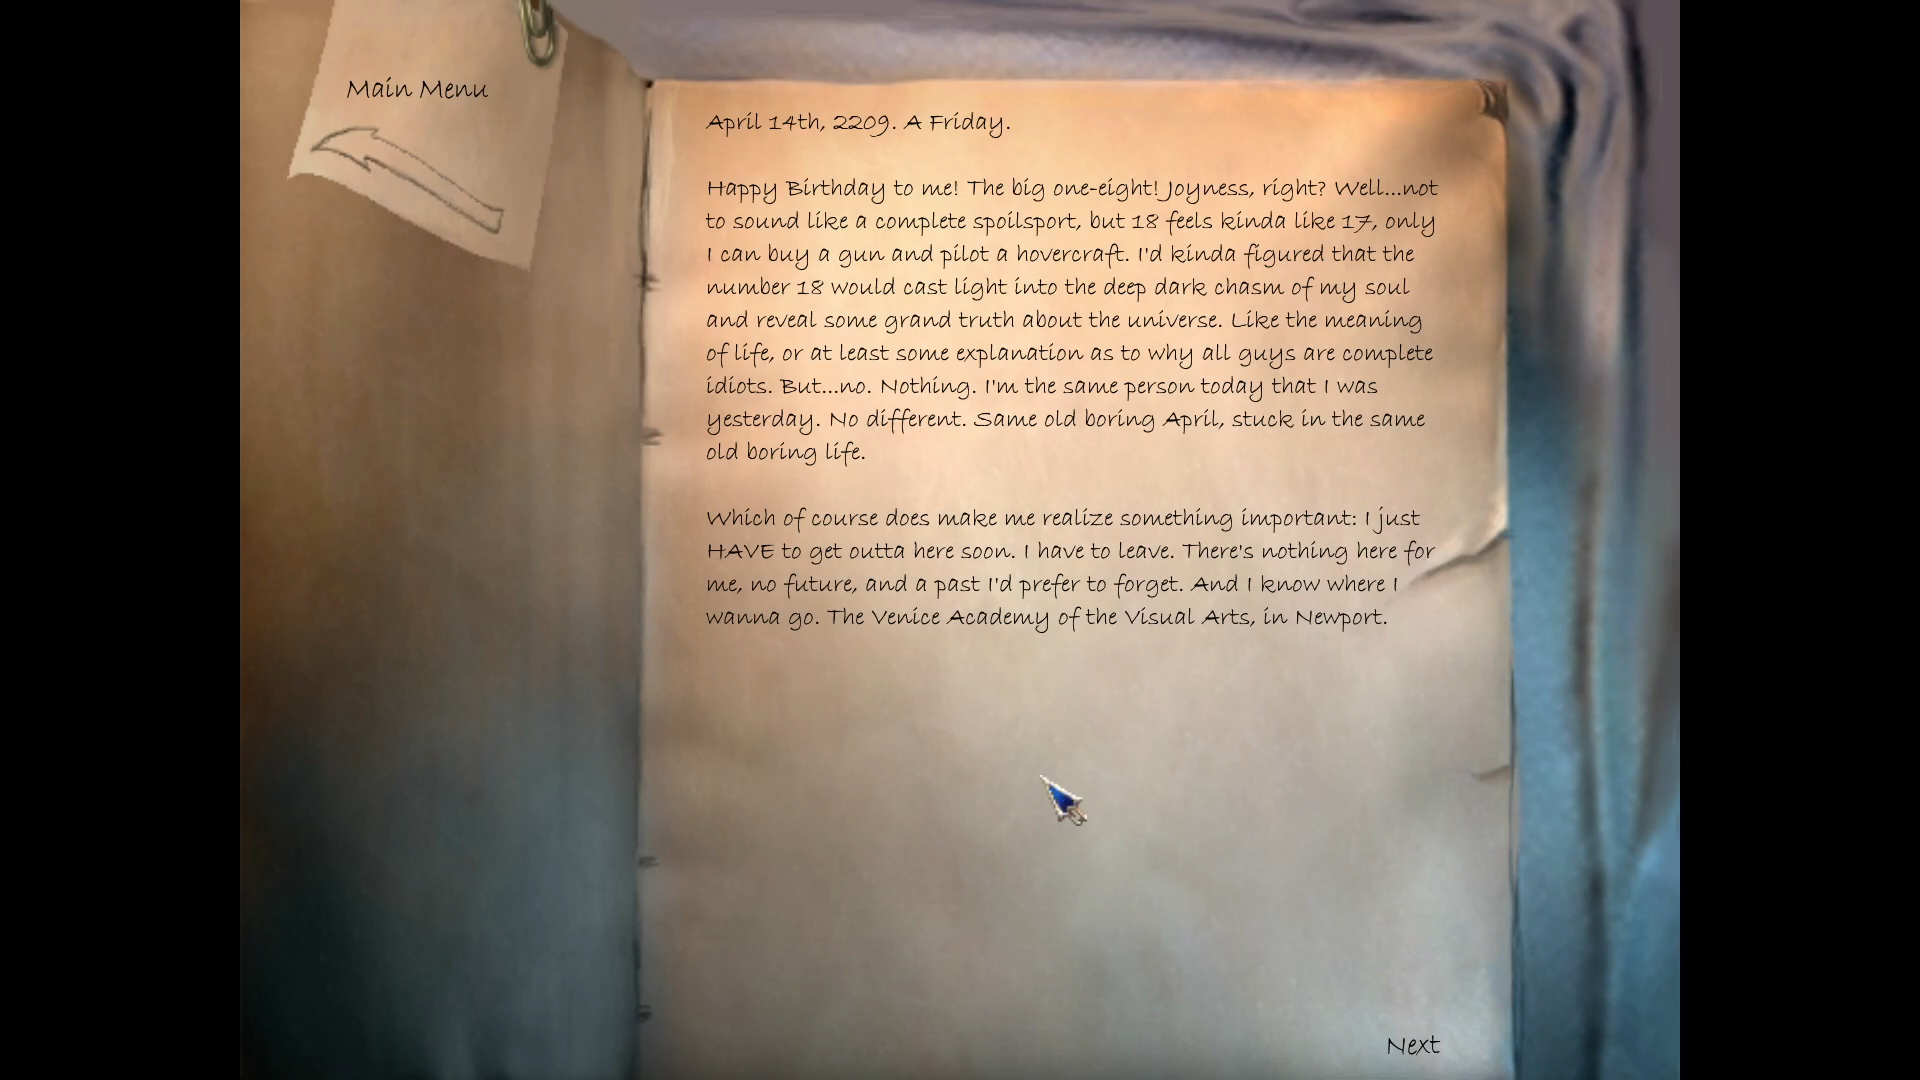 Main Menu
April 14th, 2209. A Friday.
Happy Birthday to me! The big one-eight! Joyness, right? Well...not
to sound like a complete spoilsport, but 18 feels kinda like 17, only
I can buy a gun and pilot a hovercraft. I'd kinda figured that the
number 18 would cast light into the deep dark chasm of my soul
and reveal some grand truth about the universe. Like the meaning
of life, or at least some explanation as to why all guys are complete
idiots. But...no. Nothing. I'm the same person today that I was
yesterday. No different. Same old boring April, stuck in the same
old boring life.
Which of course does make me realize something important: I just
HAVE to get outta here soon. I have to leave. There's nothing here for
me, no future, and a past I'd prefer to forget. And I know where I
wanna go. The Venice Academy of the Visual Arts, in Newport.
Next